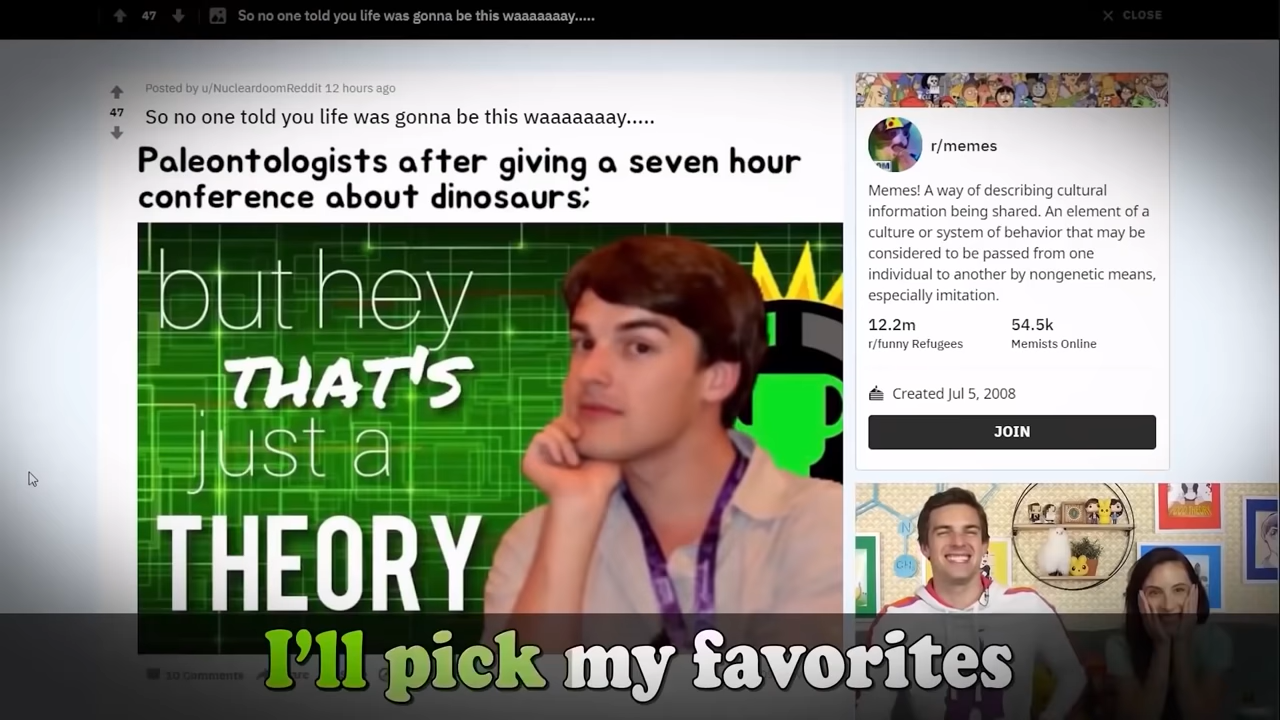 47 So no one told you life was gonna be this waaaaaaay..... CLOSE
Posted by u/NucleardoomReddit 12 hours ago
47
So no one told you life was gonna be this waaaaaaay.....
Paleontologists after giving a seven hour
conference about dinosaurs;
but hey
THAT'S
just a
THEORY
r/memes
Memes! A way of describing cultural
information being shared. An element of a
culture or system of behavior that may be
considered to be passed from one
individual to another by nongenetic means,
especially imitation.
12.2m 54.5k
r/funny Refugees Memists Online
Created Jul 5, 2008
JOIN
10 Comments
I'll pick my favorites